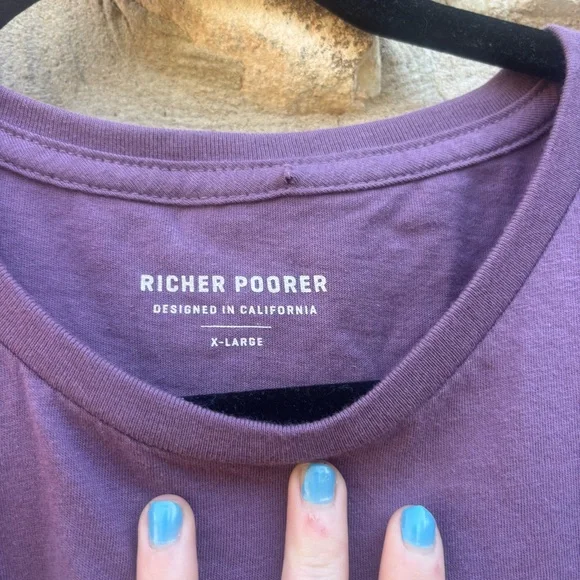 RICHER POORER
DESIGNED IN CALIFORNIA
X-LARGE